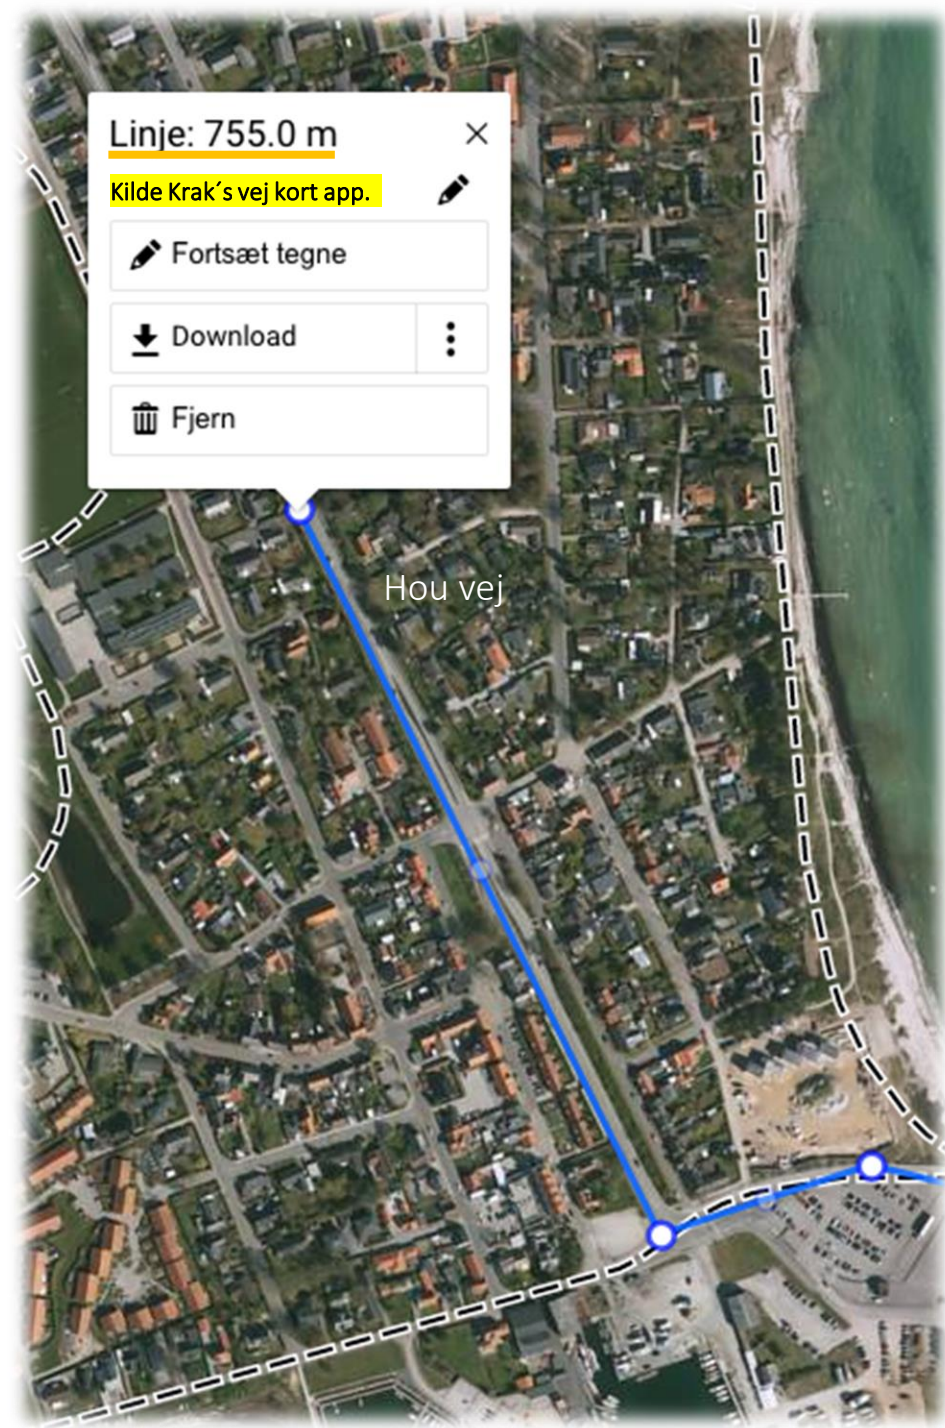 Linje: 755.0 m
Kilde Krak´s vej kort app.
Fortsæt tegne
Download
Fjern
Hou vej